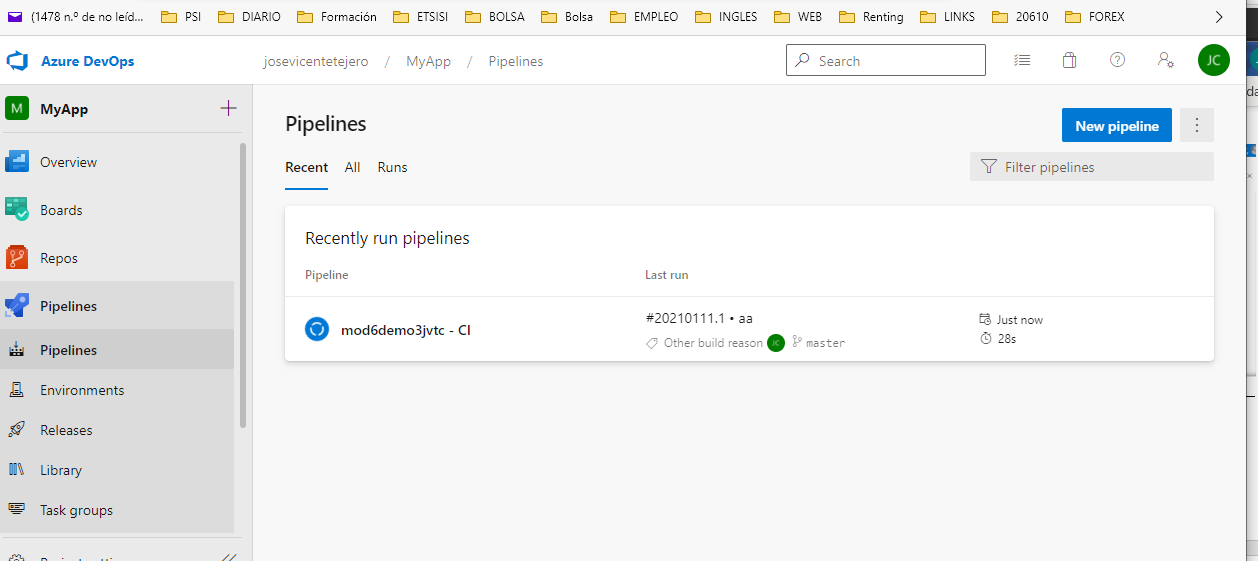 (1478 n.º de no leíd... PSI DIARIO Formación ETSISI BOLSA Bolsa EMPLEO INGLES WEB Renting LINKS 20610 FOREX
Azure DevOps josevicentetejero / MyApp / Pipelines Search JC
M MyApp
Overview
Boards
Repos
Pipelines
Pipelines
Environments
Releases
Library
Task groups
Pipelines New pipeline
Recent All Runs Filter pipelines
Recently run pipelines
Pipeline Last run
mod6demo3jvtc - CI #20210111.1 • aa Just now
Other build reason JC master 28s